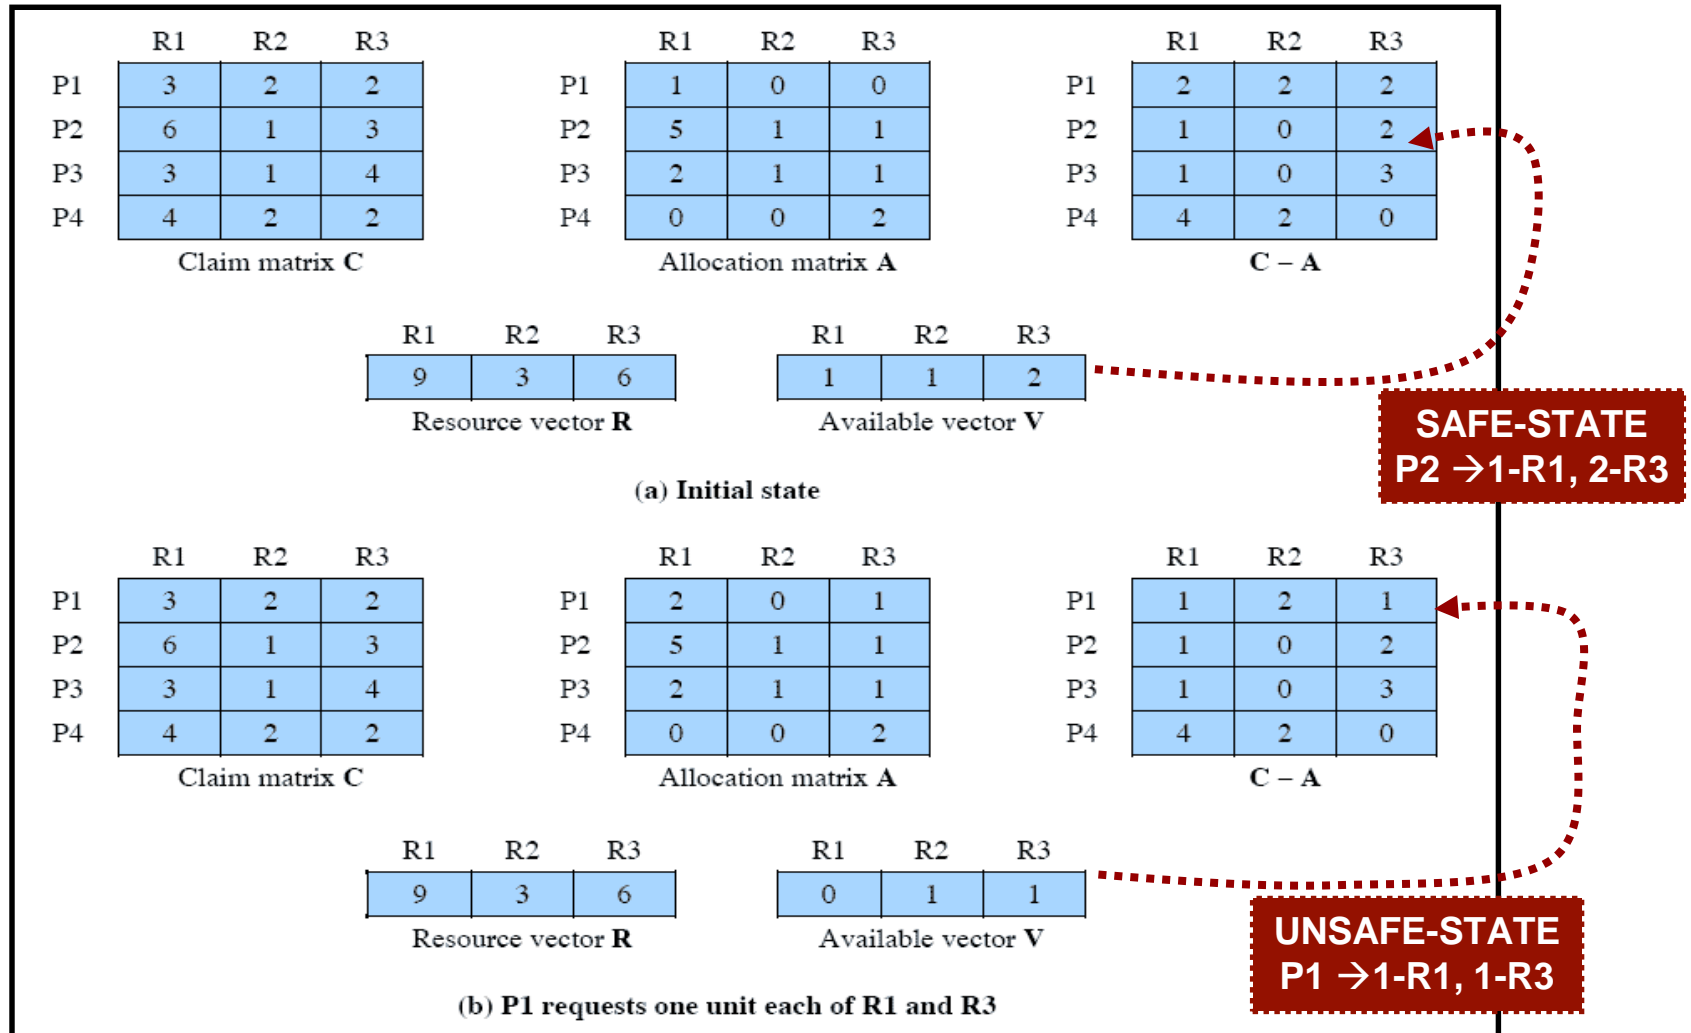 R1 R2 R3 R1 R2 R3 R1 R2 R3
P1 3 2 2 P1 1 0 0 P1 2 2 2
P2 6 1 3 P2 5 1 1 P2 1 0 2
P3 3 1 4 P3 2 1 1 P3 1 0 3
P4 4 2 2 P4 0 0 2 P4 4 2 0
Claim matrix C Allocation matrix A C – A
R1 R2 R3 R1 R2 R3
9 3 6 1 1 2
Resource vector R Available vector V
SAFE-STATE
P2 →1-R1, 2-R3
(a) Initial state
R1 R2 R3 R1 R2 R3 R1 R2 R3
P1 3 2 2 P1 2 0 1 P1 1 2 1
P2 6 1 3 P2 5 1 1 P2 1 0 2
P3 3 1 4 P3 2 1 1 P3 1 0 3
P4 4 2 2 P4 0 0 2 P4 4 2 0
Claim matrix C Allocation matrix A C – A
R1 R2 R3 R1 R2 R3
9 3 6 0 1 1
Resource vector R Available vector V
UNSAFE-STATE
P1 →1-R1, 1-R3
(b) P1 requests one unit each of R1 and R3